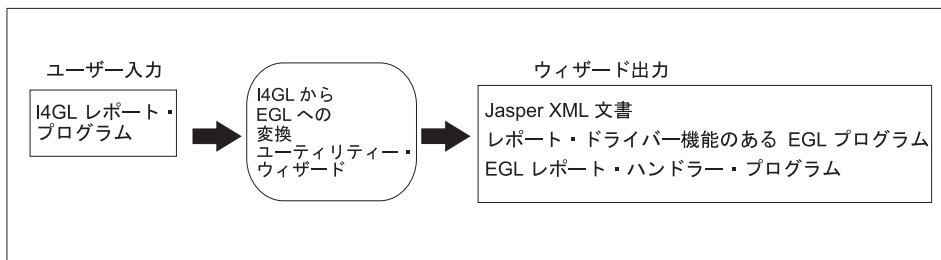 ユーザー入力
I4GL レポート・
プログラム
I4GL から
EGL への
変換
ユーティリティー・
ウィザード
ウィザード出力
Jasper XML 文書
レポート・ドライバー機能のある EGL プログラム
EGL レポート・ハンドラー・プログラム